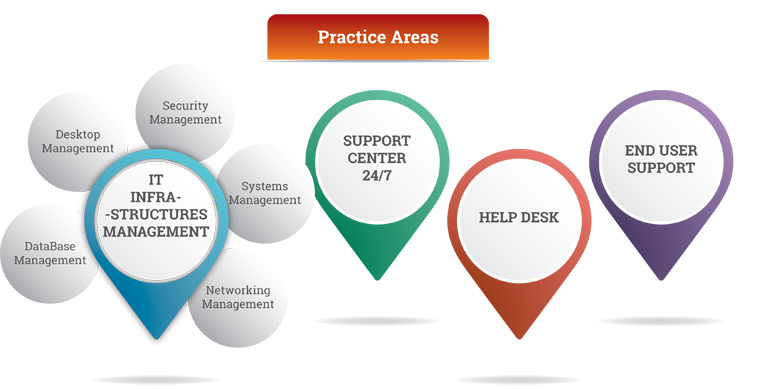 Practice Areas
Security
Management
Desktop
Management
IT
INFRA-
-STRUCTURES
MANAGEMENT
Systems
Management
DataBase
Management
Networking
Management
SUPPORT
CENTER
24/7
HELP DESK
END USER
SUPPORT